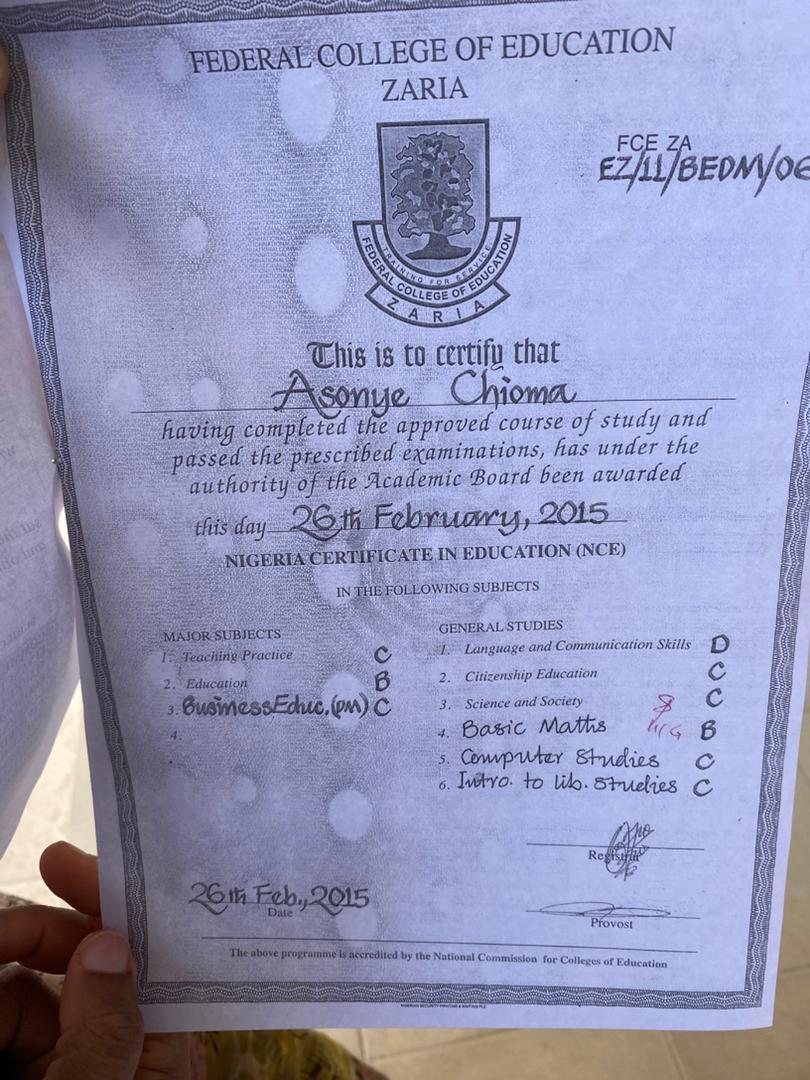 FEDERAL COLLEGE OF EDUCATION
ZARIA
FCE ZA
EZ/11/BEDM/06
TRAINING FOR SERVICE
FEDERAL COLLEGE OF EDUCATION
ZARIA
This is to certify that
Asonye Chioma
having completed the approved course of study and
passed the prescribed examinations, has under the
authority of the Academic Board been awarded
this day 26th February, 2015
NIGERIA CERTIFICATE IN EDUCATION (NCE)
IN THE FOLLOWING SUBJECTS
MAJOR SUBJECTS
1. Teaching Practice C
2. Education B
3. Business Educ. (PM) C
4.
GENERAL STUDIES
1. Language and Communication Skills D
2. Citizenship Education C
3. Science and Society C
4. Basic Maths B
5. Computer Studies C
6. Intro. to lib. Studies C
Registrar
26th Feb., 2015
Date
Provost
The above programme is accredited by the National Commission for Colleges of Education
NIGERIAN SECURITY PRINTING & MINTING PLC